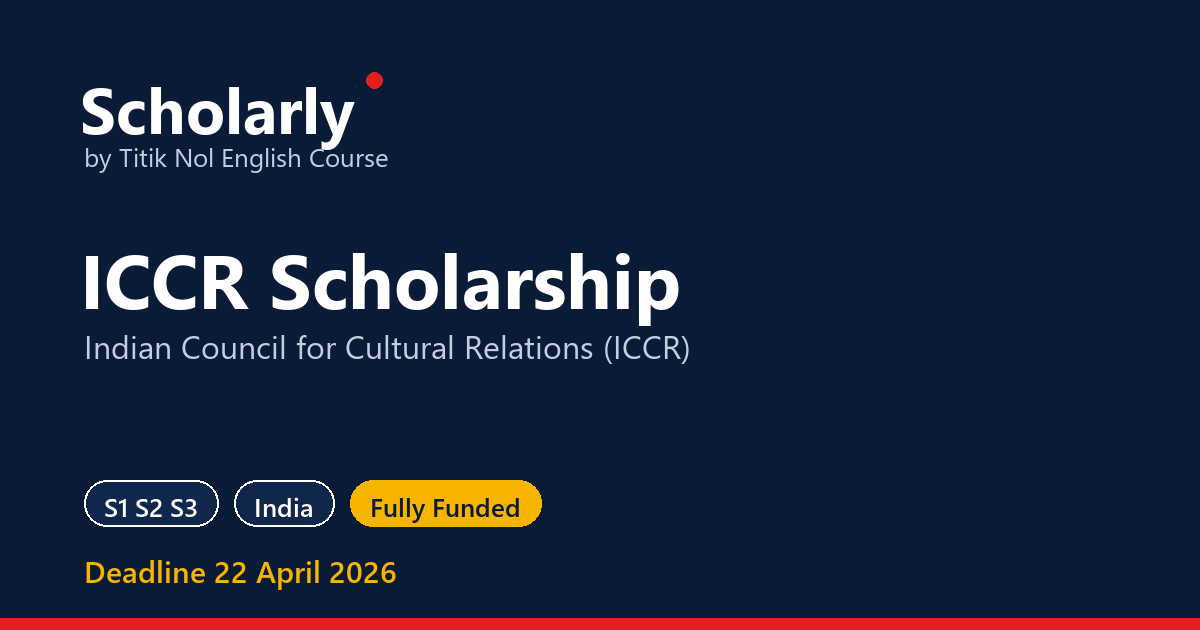 Scholarly
by Titik Nol English Course
ICCR Scholarship
Indian Council for Cultural Relations (ICCR)
S1 S2 S3
India
Fully Funded
Deadline 22 April 2026